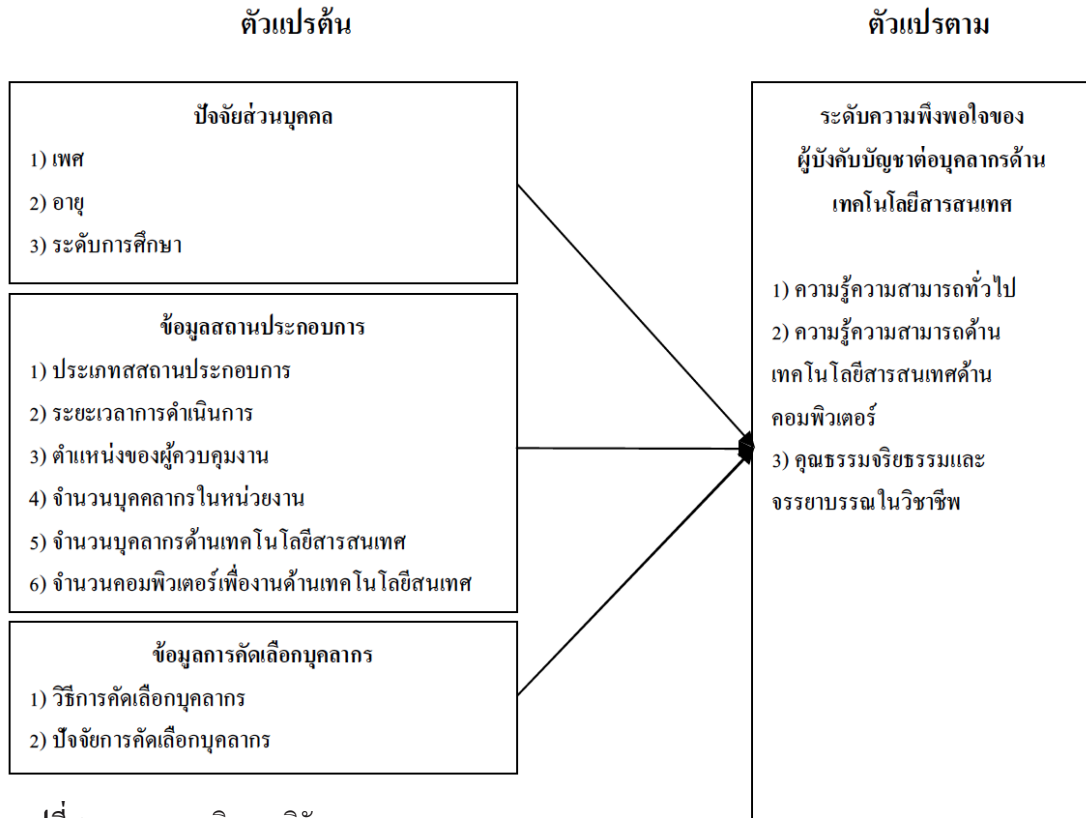 ตัวแปรต้น
ตัวแปรตาม
ปัจจัยส่วนบุคคล
1) เพศ
2) อายุ
3) ระดับการศึกษา
ข้อมูลสถานประกอบการ
1) ประเภทสสถานประกอบการ
2) ระยะเวลาการดำเนินการ
3) ตำแหน่งของผู้ควบคุมงาน
4) จำนวนบุคคลากรในหน่วยงาน
5) จำนวนบุคลากรด้านเทคโนโลยีสารสนเทศ
6) จำนวนคอมพิวเตอร์เพื่องานด้านเทคโนโลยีสนเทศ
ข้อมูลการคัดเลือกบุคลากร
1) วิธีการคัดเลือกบุคลากร
2) ปัจจัยการคัดเลือกบุคลากร
ระดับความพึงพอใจของ
ผู้บังคับบัญชาต่อบุคลากรด้าน
เทคโนโลยีสารสนเทศ
1) ความรู้ความสามารถทั่วไป
2) ความรู้ความสามารถด้าน
เทคโนโลยีสารสนเทศด้าน
คอมพิวเตอร์
3) คุณธรรมจริยธรรมและ
จรรยาบรรณในวิชาชีพ